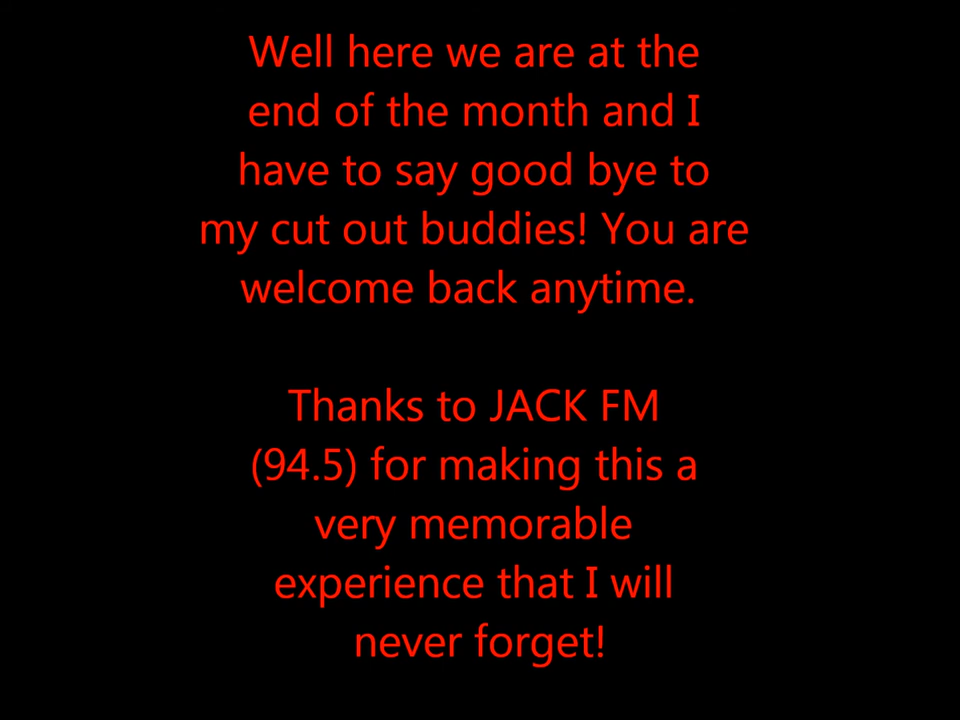 Well here we are at the
end of the month and I
have to say good bye to
my cut out buddies! You are
welcome back anytime.
Thanks to JACK FM
(94.5) for making this a
very memorable
experience that I will
never forget!